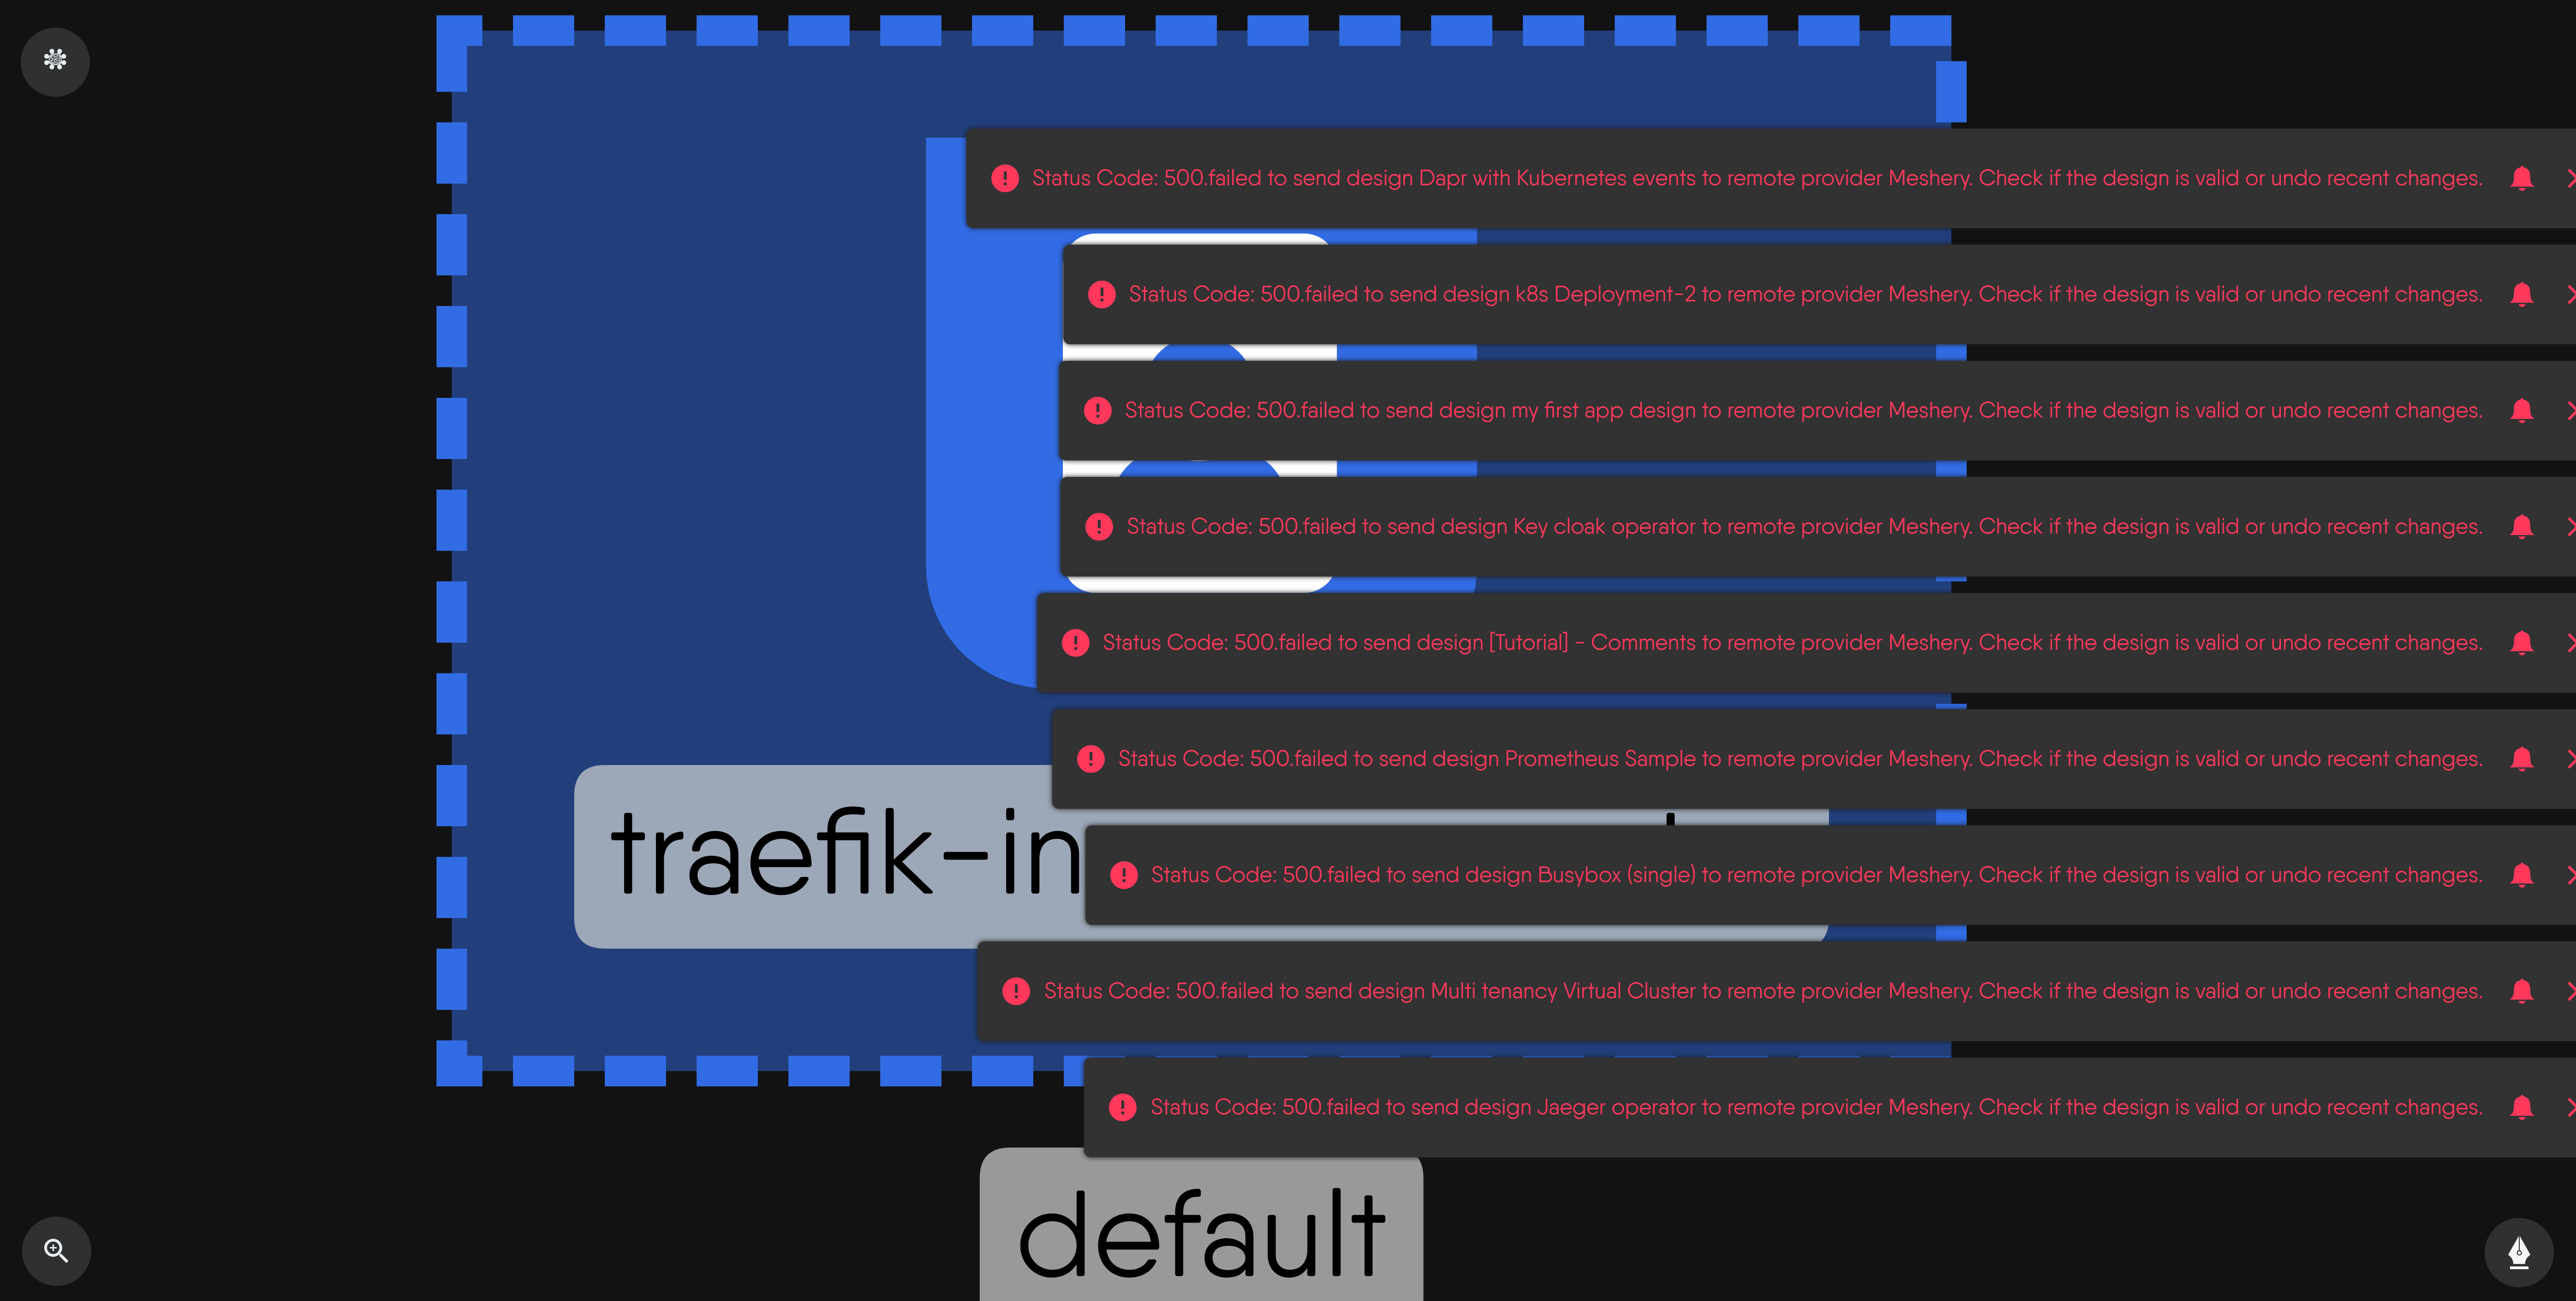 Status Code: 500.failed to send design Dapr with Kubernetes events to remote provider Meshery. Check if the design is valid or undo recent changes.
Status Code: 500.failed to send design k8s Deployment-2 to remote provider Meshery. Check if the design is valid or undo recent changes.
Status Code: 500.failed to send design my first app design to remote provider Meshery. Check if the design is valid or undo recent changes.
Status Code: 500.failed to send design Key cloak operator to remote provider Meshery. Check if the design is valid or undo recent changes.
Status Code: 500.failed to send design [Tutorial] - Comments to remote provider Meshery. Check if the design is valid or undo recent changes.
Status Code: 500.failed to send design Prometheus Sample to remote provider Meshery. Check if the design is valid or undo recent changes.
traefik-in
Status Code: 500.failed to send design Busybox (single) to remote provider Meshery. Check if the design is valid or undo recent changes.
Status Code: 500.failed to send design Multi tenancy Virtual Cluster to remote provider Meshery. Check if the design is valid or undo recent changes.
Status Code: 500.failed to send design Jaeger operator to remote provider Meshery. Check if the design is valid or undo recent changes.
default